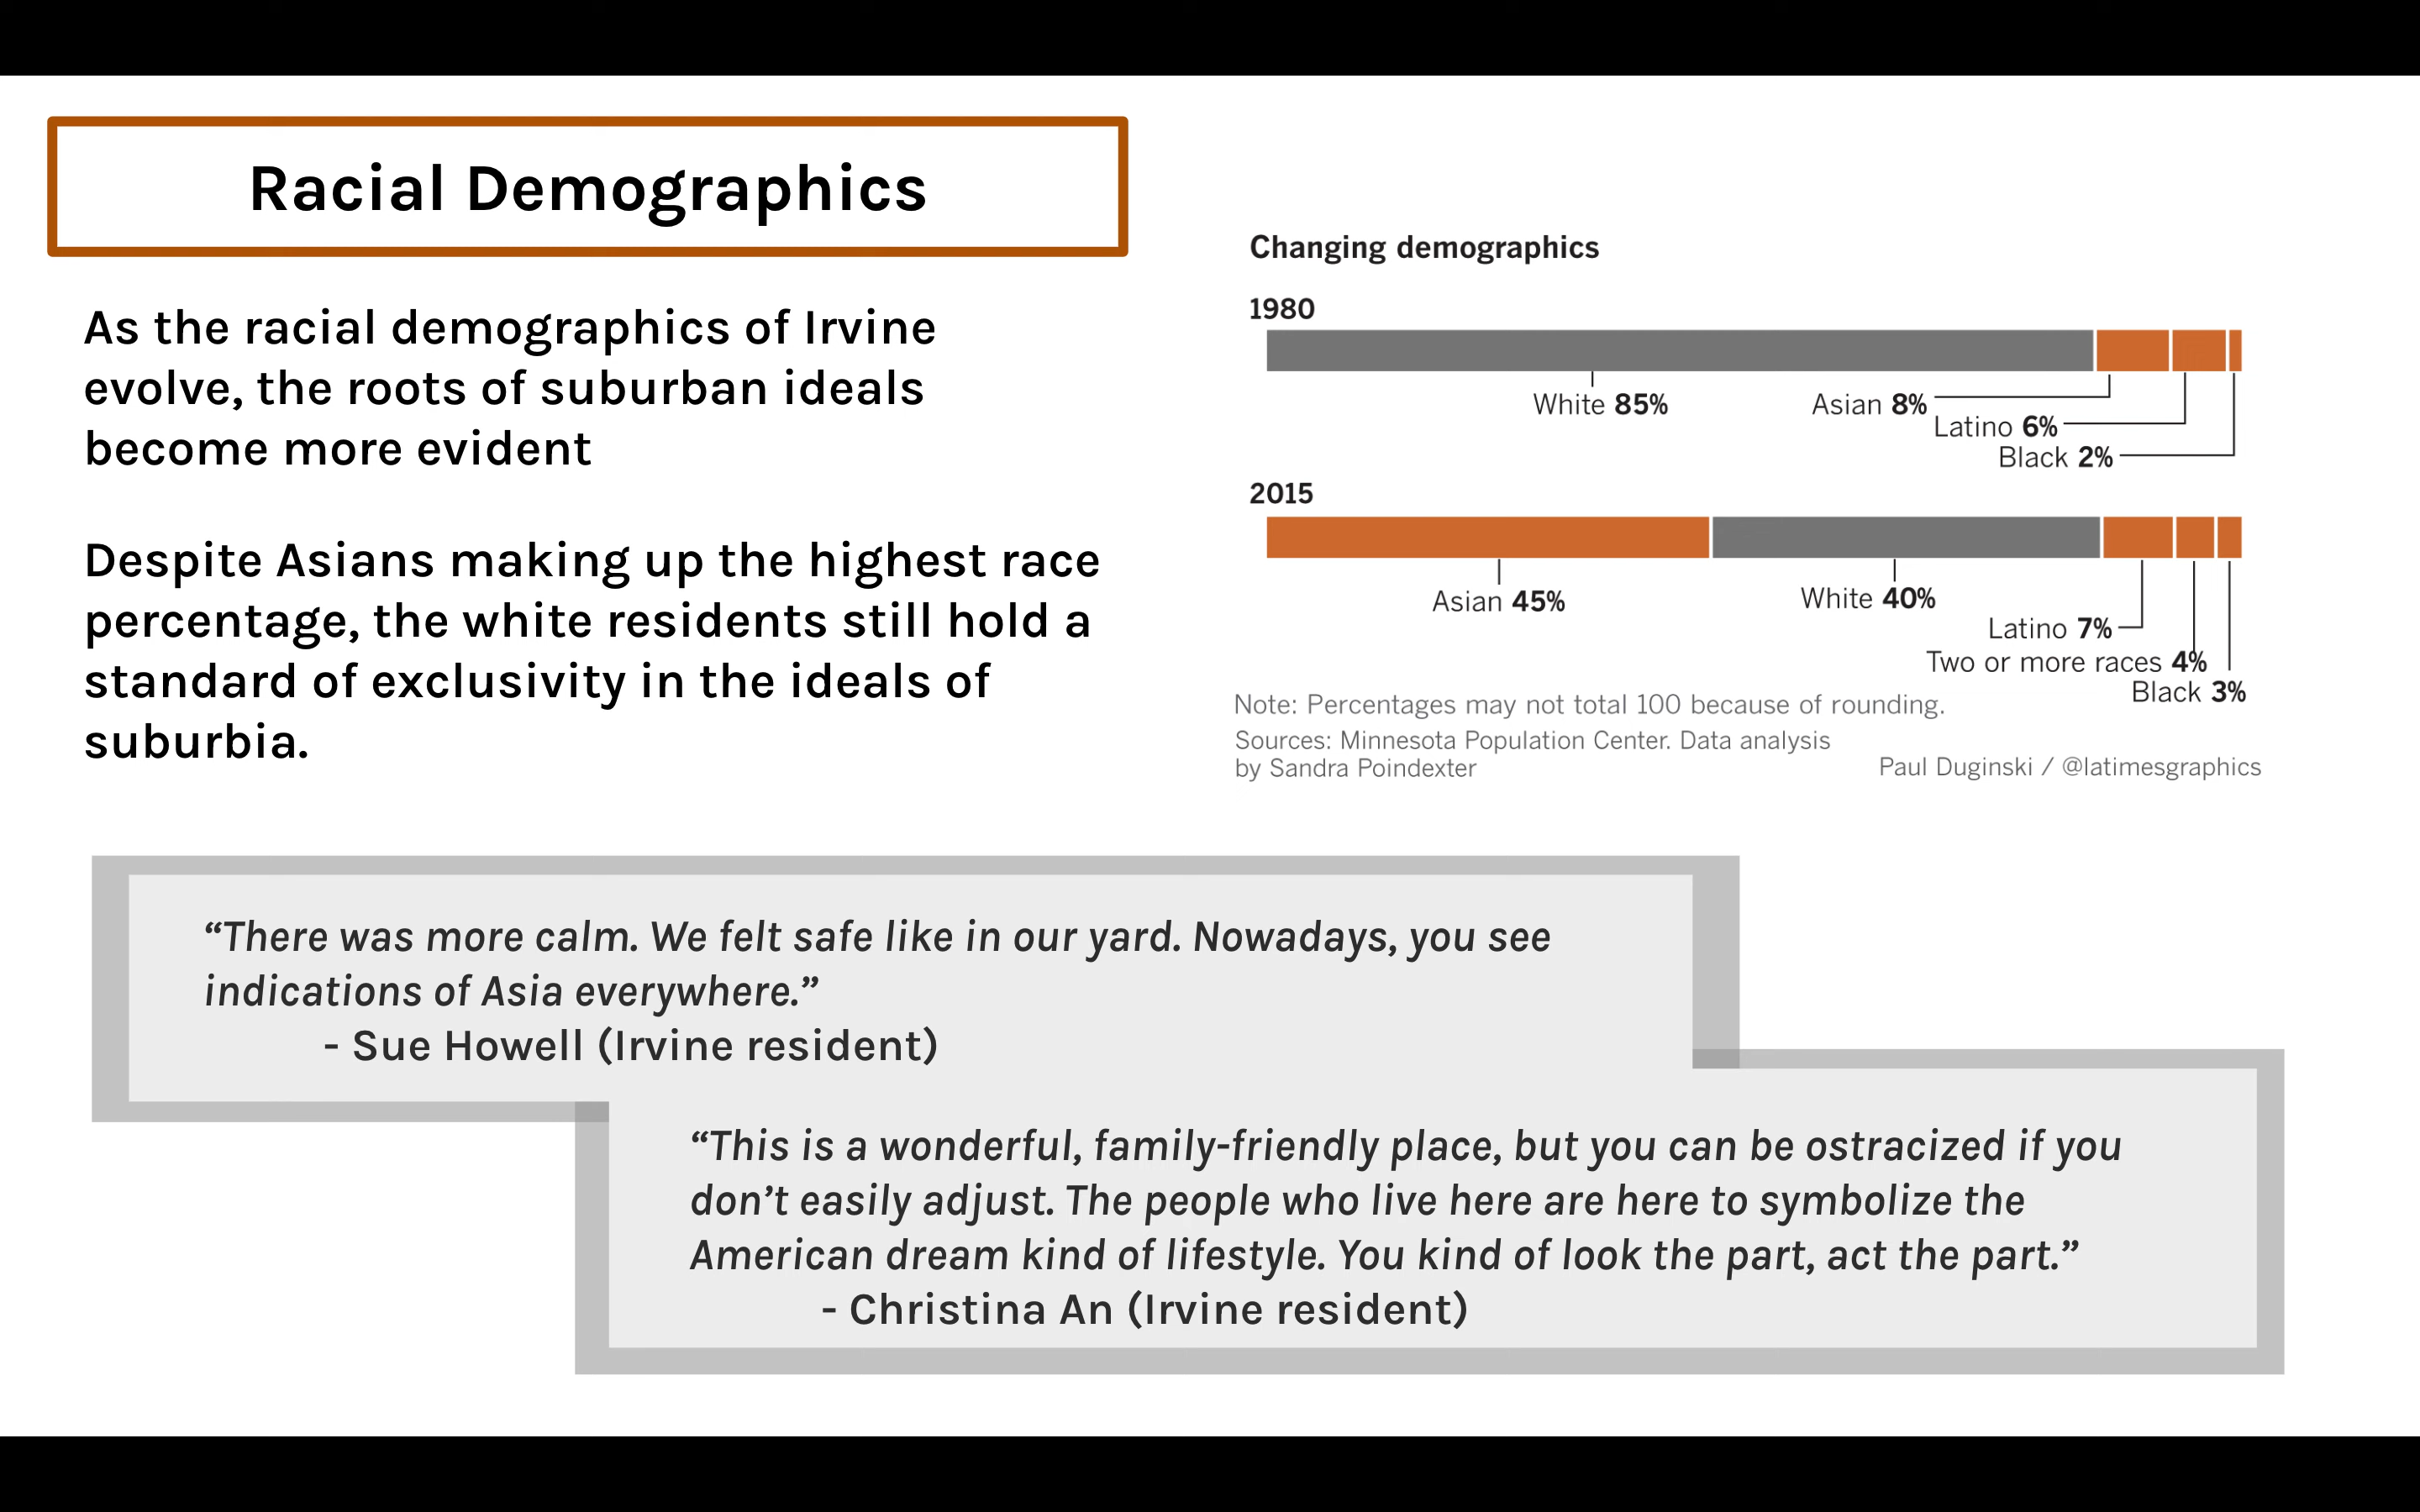 Racial Demographics
As the racial demographics of Irvine
evolve, the roots of suburban ideals
become more evident
Despite Asians making up the highest race
percentage, the white residents still hold a
standard of exclusivity in the ideals of
suburbia.
Changing demographics
1980
White 85%
Asian 8%
Latino 6%
Black 2%
2015
Asian 45%
White 40%
Latino 7%
Two or more races 4%
Black 3%
Note: Percentages may not total 100 because of rounding.
Sources: Minnesota Population Center. Data analysis
by Sandra Poindexter
Paul Duginski / @latimesgraphics
“There was more calm. We felt safe like in our yard. Nowadays, you see
indications of Asia everywhere.”
- Sue Howell (Irvine resident)
“This is a wonderful, family-friendly place, but you can be ostracized if you
don’t easily adjust. The people who live here are here to symbolize the
American dream kind of lifestyle. You kind of look the part, act the part.”
- Christina An (Irvine resident)